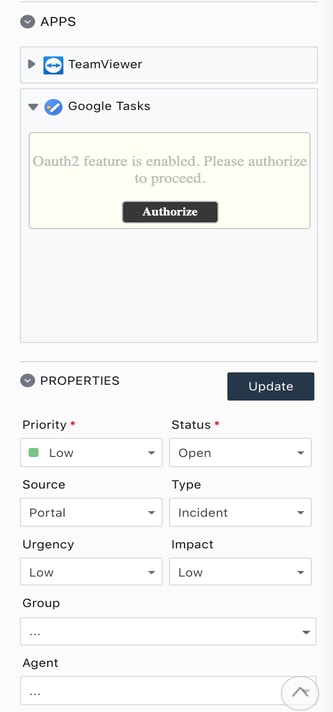 APPS
TeamViewer
Google Tasks
Oauth2 feature is enabled. Please authorize
to proceed.
Authorize
PROPERTIES
Update
Priority * Status *
Low Open
Source Type
Portal Incident
Urgency Impact
Low Low
Group
...
Agent
...